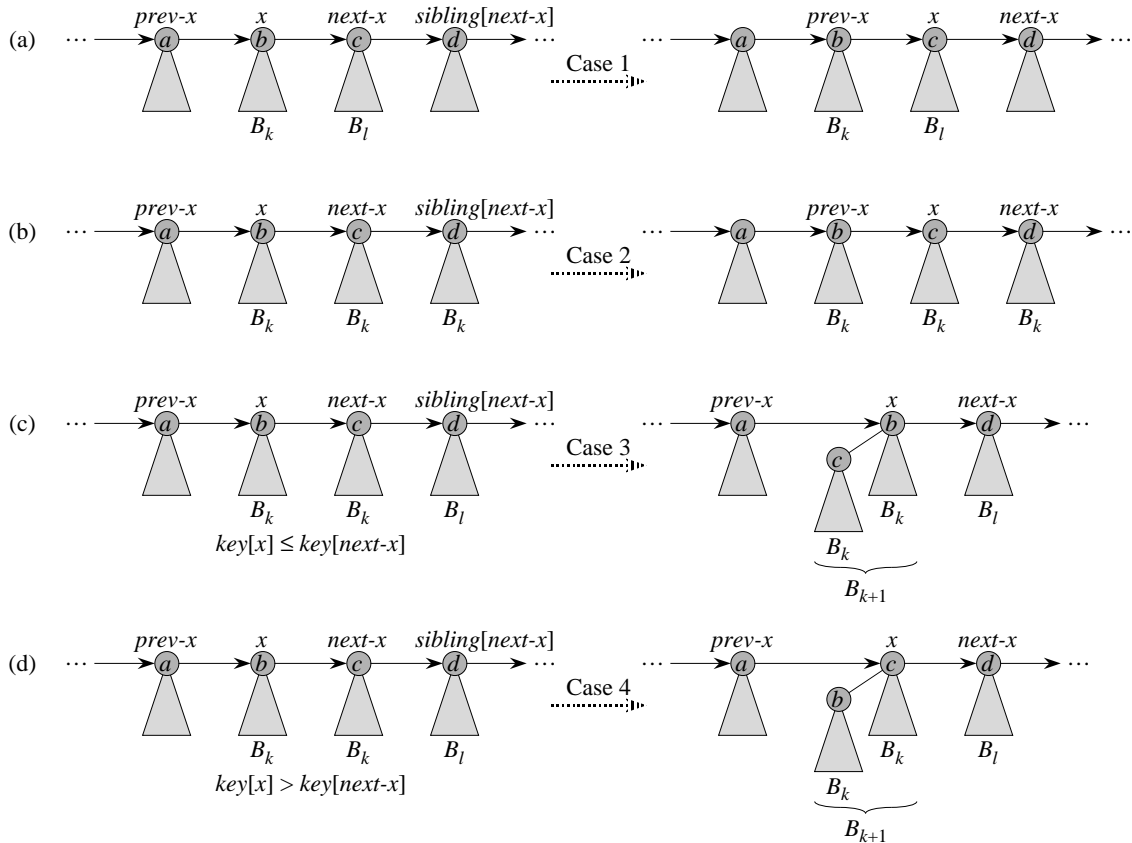 prev-x x next-x sibling[next-x] prev-x x next-x
(a) ··· a b c d ··· Case 1 ··· a b c d ···
B_k B_l B_k B_l
prev-x x next-x sibling[next-x] prev-x x next-x
(b) ··· a b c d ··· Case 2 ··· a b c d ···
B_k B_k B_k B_k B_k B_k
prev-x x next-x sibling[next-x] prev-x x next-x
(c) ··· a b c d ··· Case 3 ··· a b d ···
c
B_k B_k B_l B_k B_l
key[x] ≤ key[next-x]
B_k
B_{k+1}
prev-x x next-x sibling[next-x] prev-x x next-x
(d) ··· a b c d ··· Case 4 ··· a c d ···
b
B_k B_k B_l B_k B_l
key[x] > key[next-x]
B_k
B_{k+1}